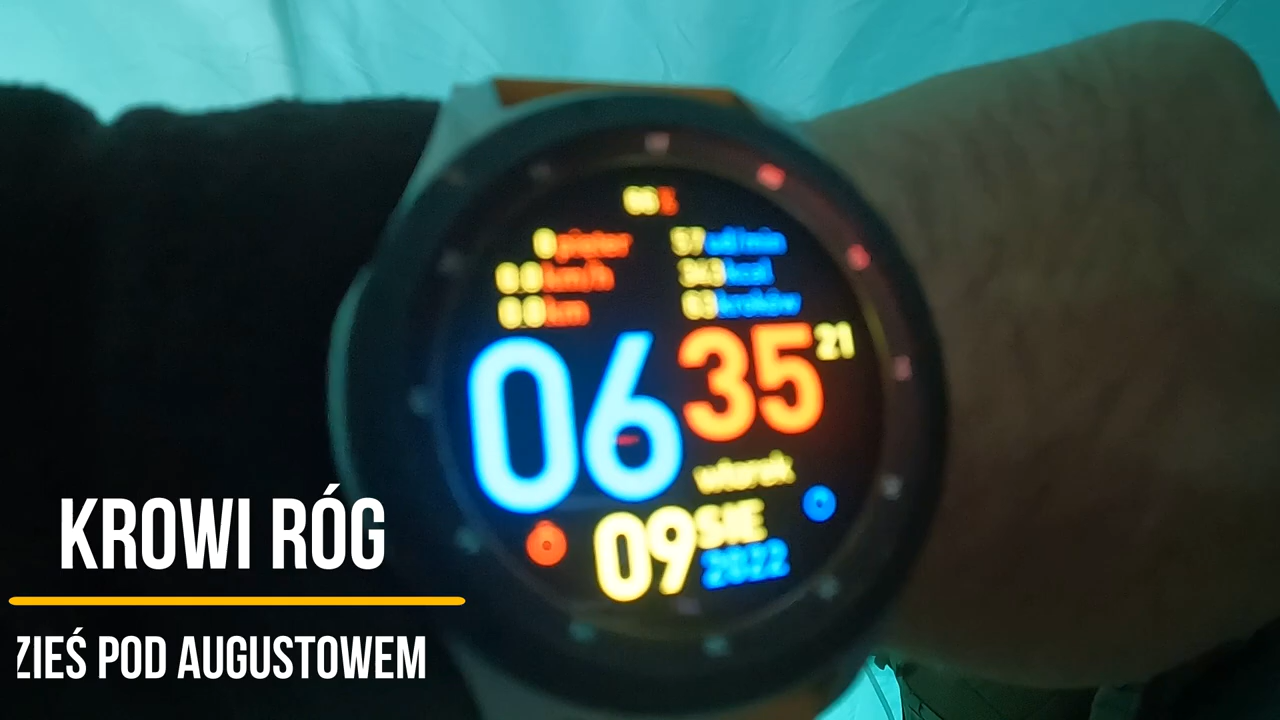 0 pięter
57 ud/min
0.0 km/h
kcal
0.0 km
63 kroków
06 35 21
wtorek
09 SIE
2022
KROWI RÓG
ZIEŚ POD AUGUSTOWEM